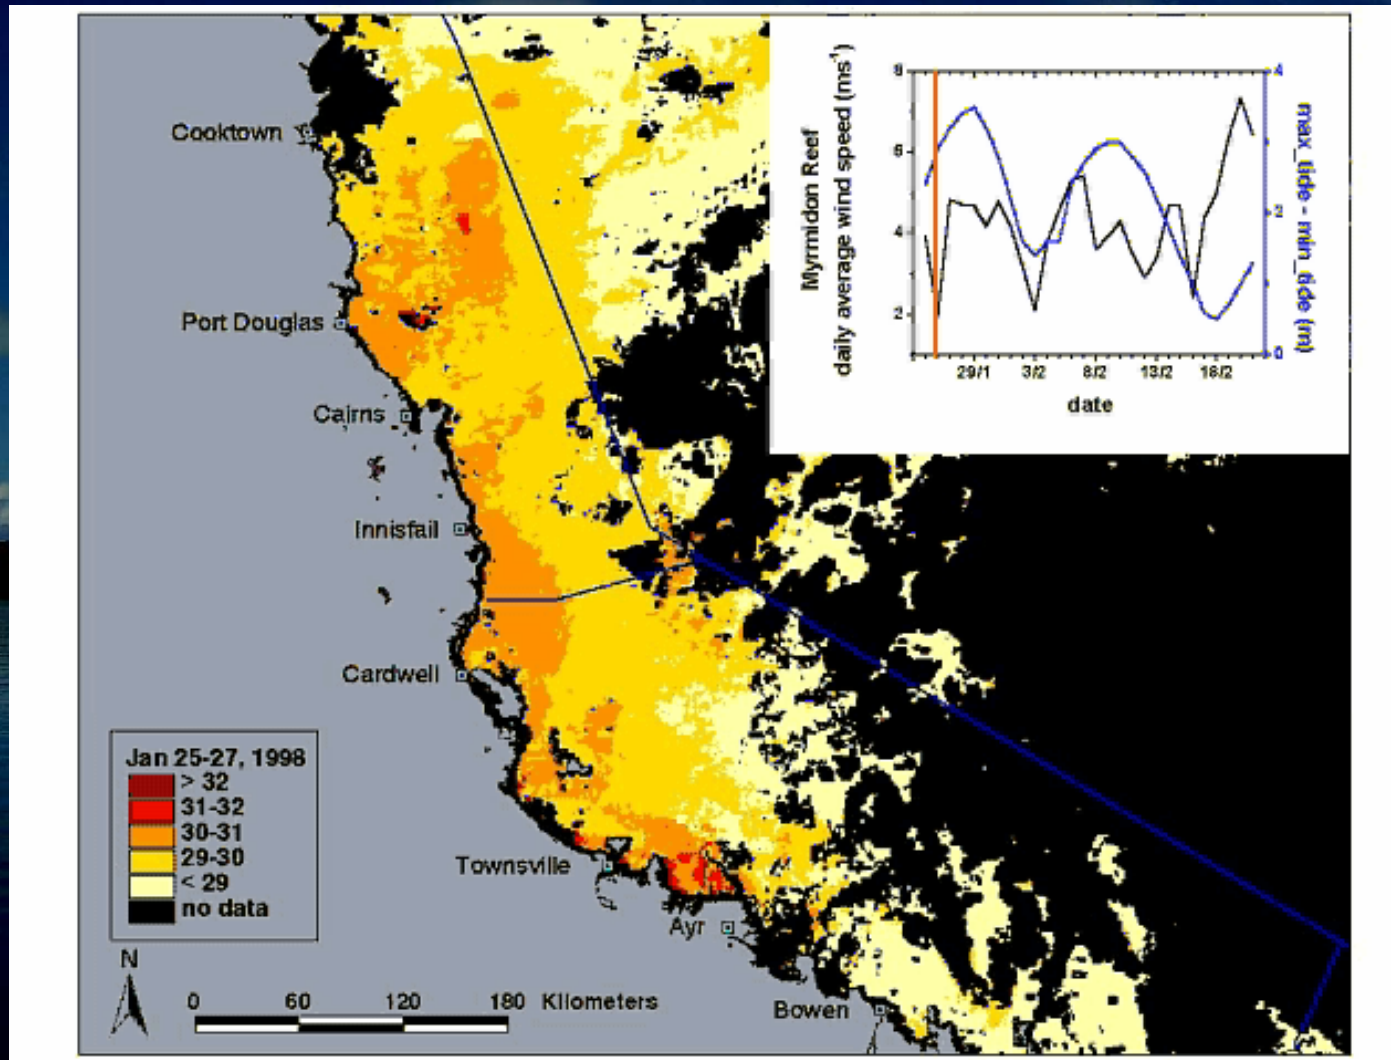 Cooktown
Port Douglas
Cairns
Innisfail
Cardwell
Townsville
Ayr
Bowen
Jan 25-27, 1998
> 32
31-32
30-31
29-30
< 29
no data
N
0 60 120 180 Kilometers
Myrmidon Reef
daily average wind speed (ms-1)
8
6
4
2
29/1 3/2 8/2 13/2 18/2
date
4
3
2
1
0
max_tide - min_tide (m)